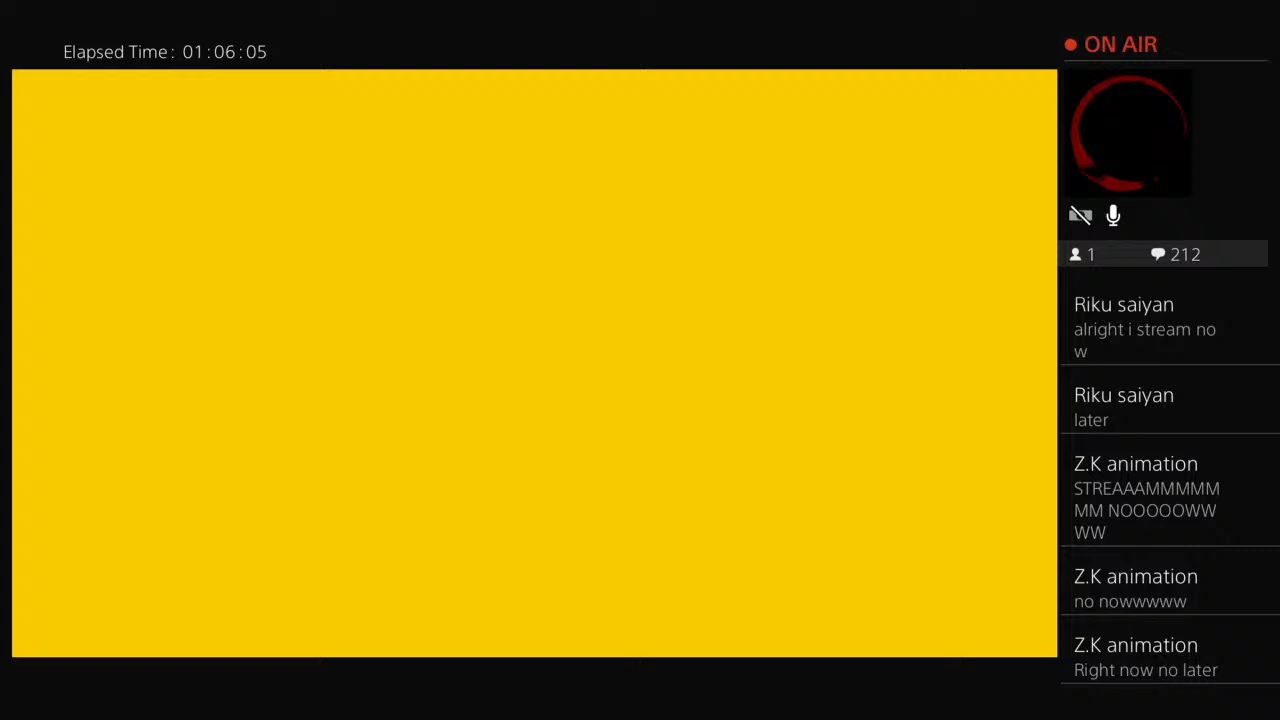 Elapsed Time: 01:06:05
ON AIR
1 212
Riku saiyan
alright i stream no
w
Riku saiyan
later
Z.K animation
STREAAAMMMMM
MM NOOOOOWW
WW
Z.K animation
no nowwwww
Z.K animation
Right now no later